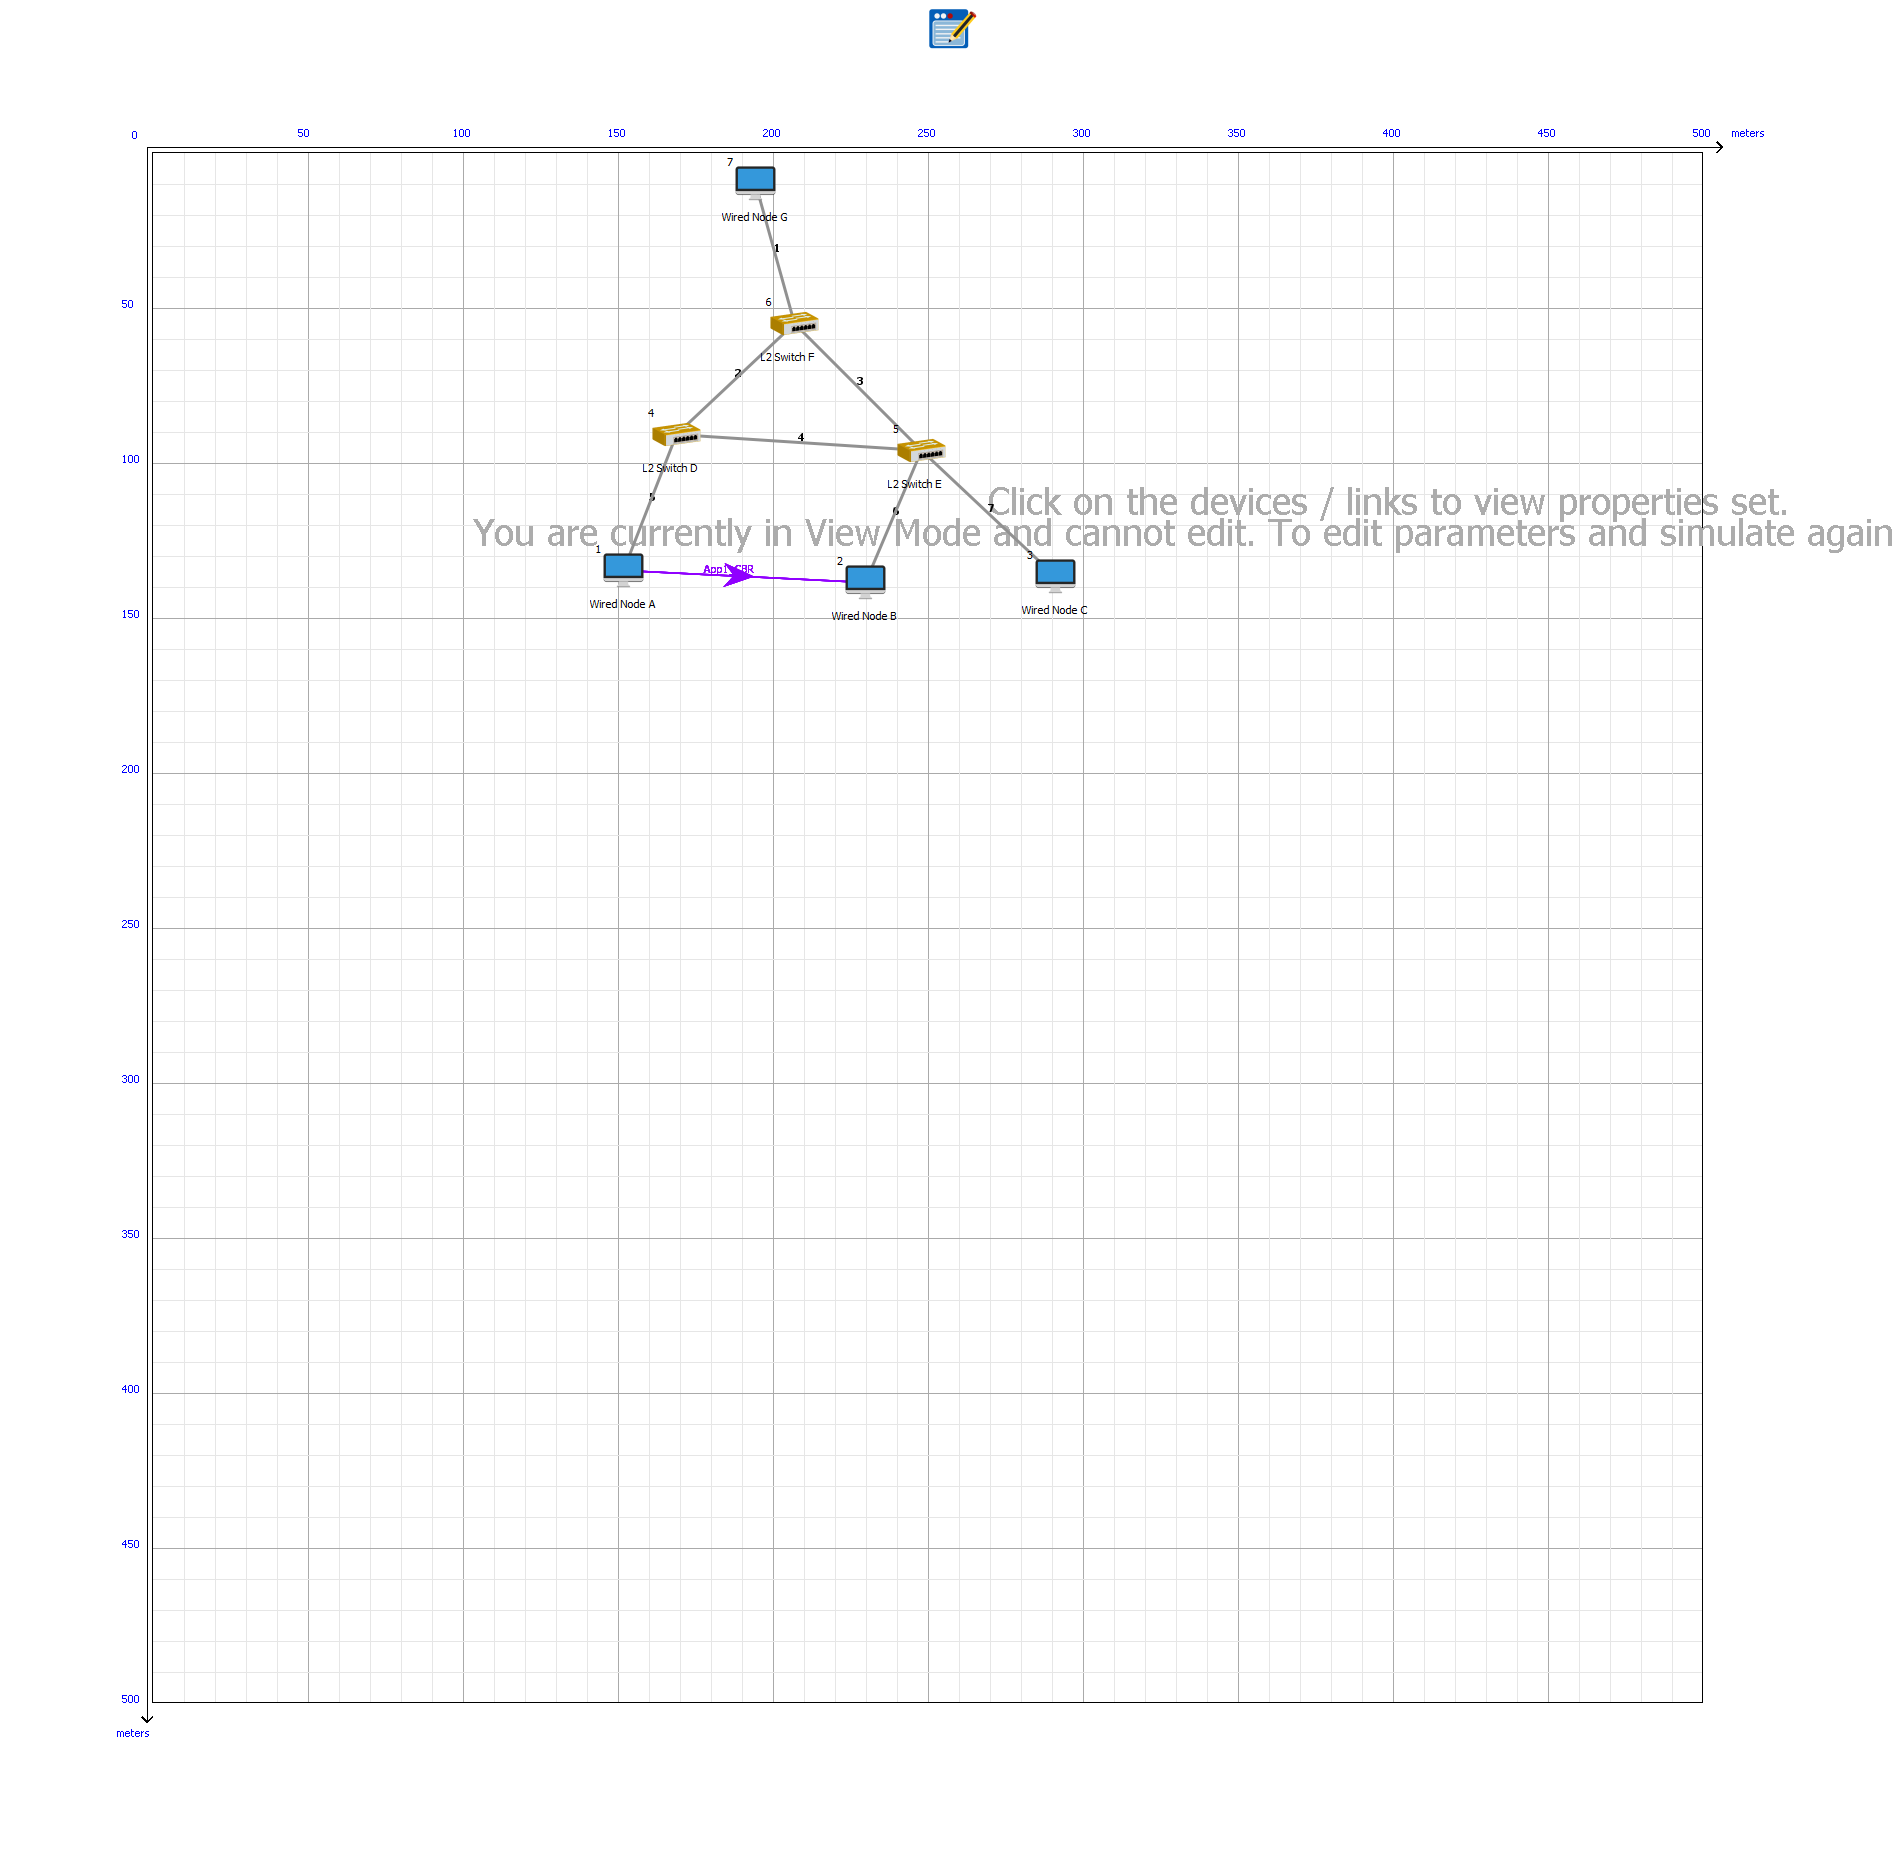 0 50 100 150 200 250 300 350 400 450 500 meters
7
Wired Node G
1
6
50
L2 Switch F
2
3
4
5
4
100
L2 Switch D
L2 Switch E
5
6
7
Click on the devices / links to view properties set.
You are currently in View Mode and cannot edit. To edit parameters and simulate again
1
2
3
App1_CBR
Wired Node A
Wired Node B
Wired Node C
150
200
250
300
350
400
450
500
meters